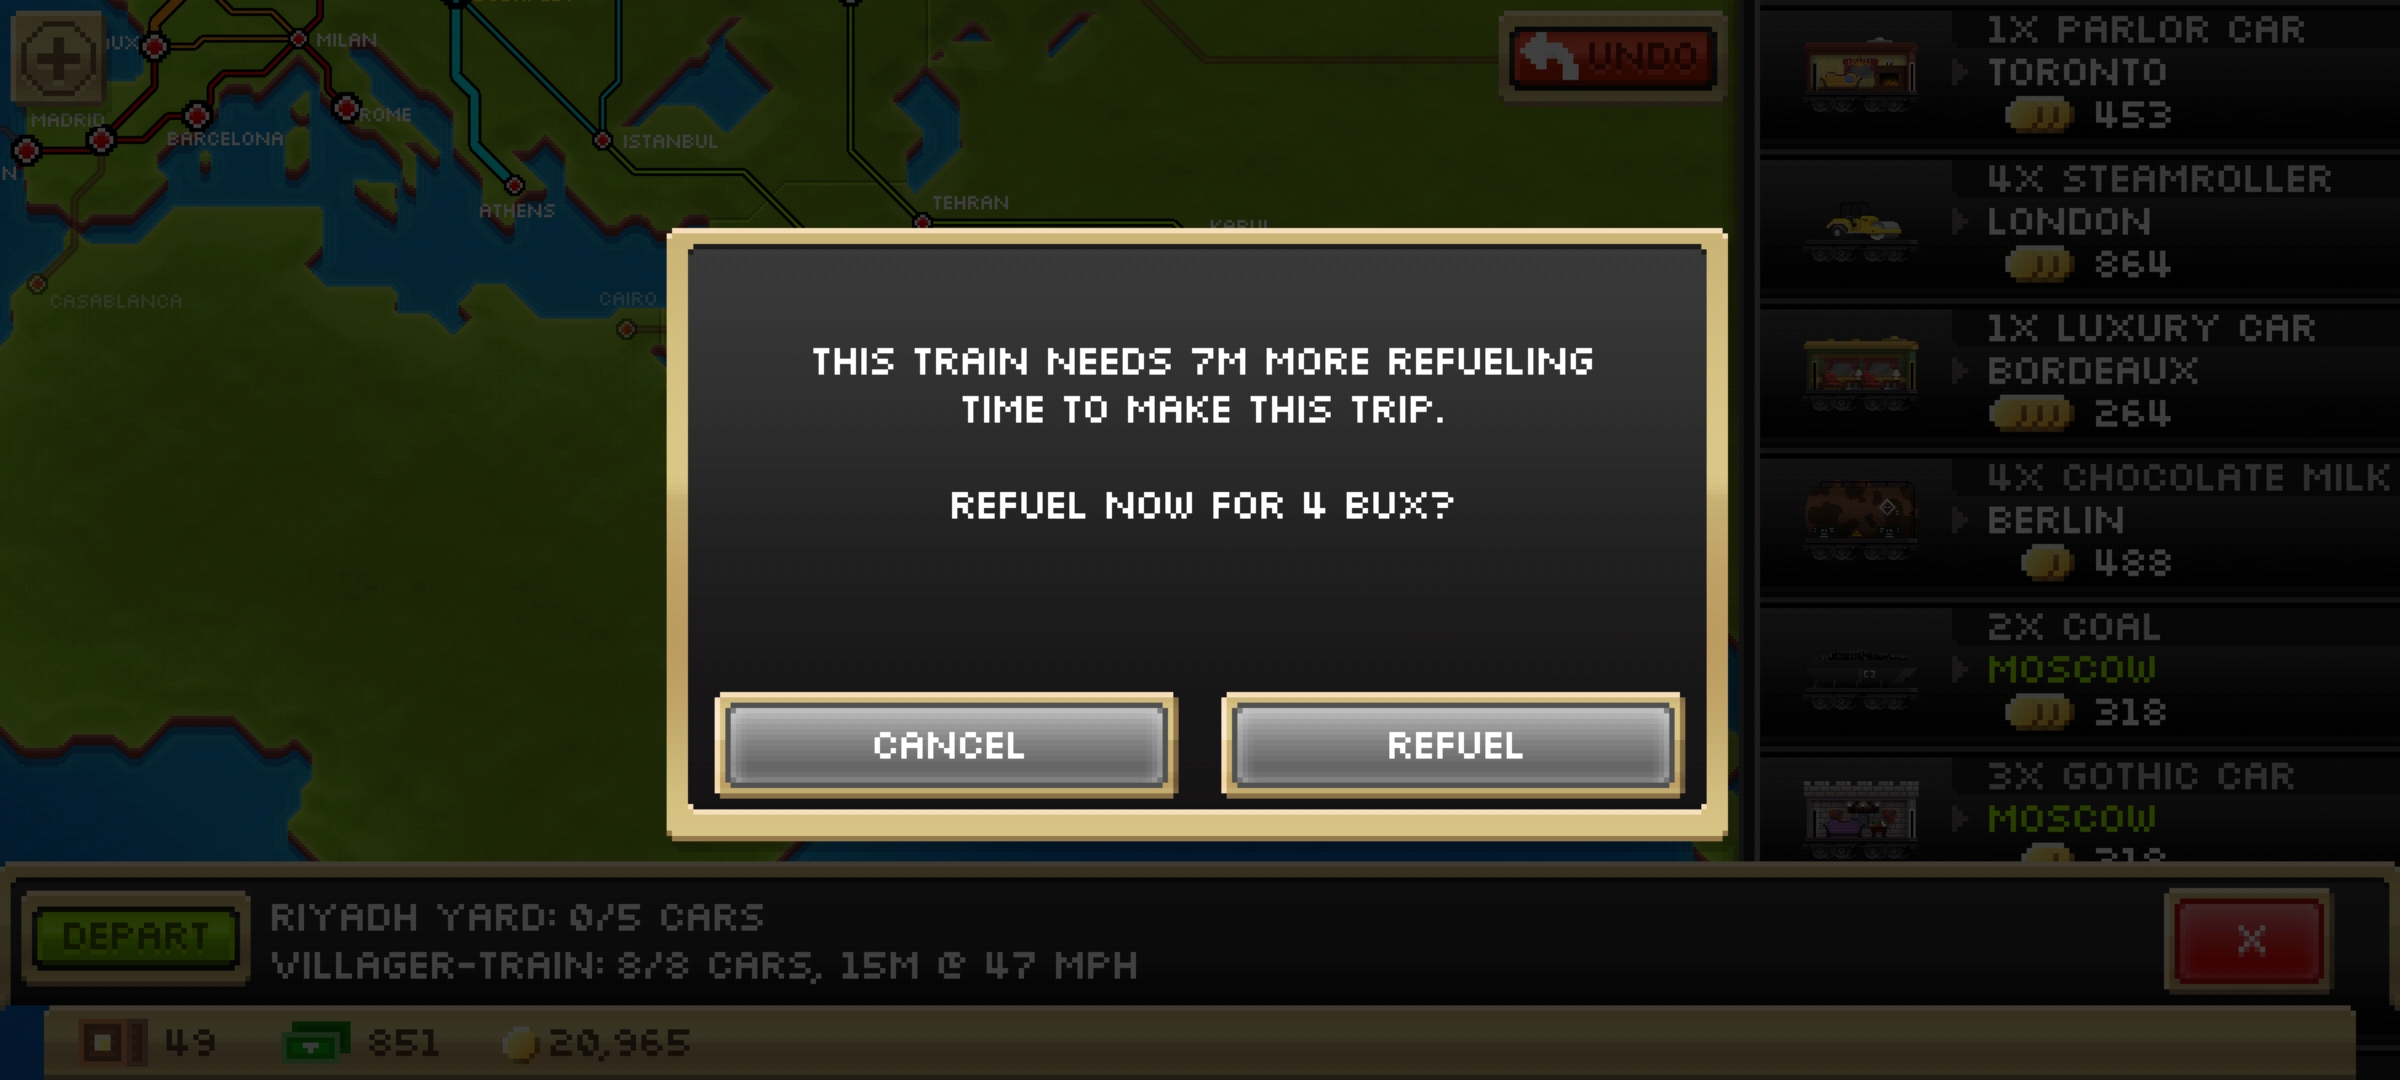 MILAN
MADRID
BARCELONA
ROME
ISTANBUL
ATHENS
TEHRAN
CASABLANCA
CAIRO
UNDO
1X PARLOR CAR
TORONTO
453
4X STEAMROLLER
LONDON
864
1X LUXURY CAR
BORDEAUX
264
4X CHOCOLATE MILK
BERLIN
488
2X COAL
MOSCOW
318
3X GOTHIC CAR
MOSCOW
THIS TRAIN NEEDS 7M MORE REFUELING
TIME TO MAKE THIS TRIP.
REFUEL NOW FOR 4 BUX?
CANCEL
REFUEL
DEPART
RIYADH YARD: 0/5 CARS
VILLAGER-TRAIN: 8/8 CARS, 15M @ 47 MPH
X
49
851
20,965